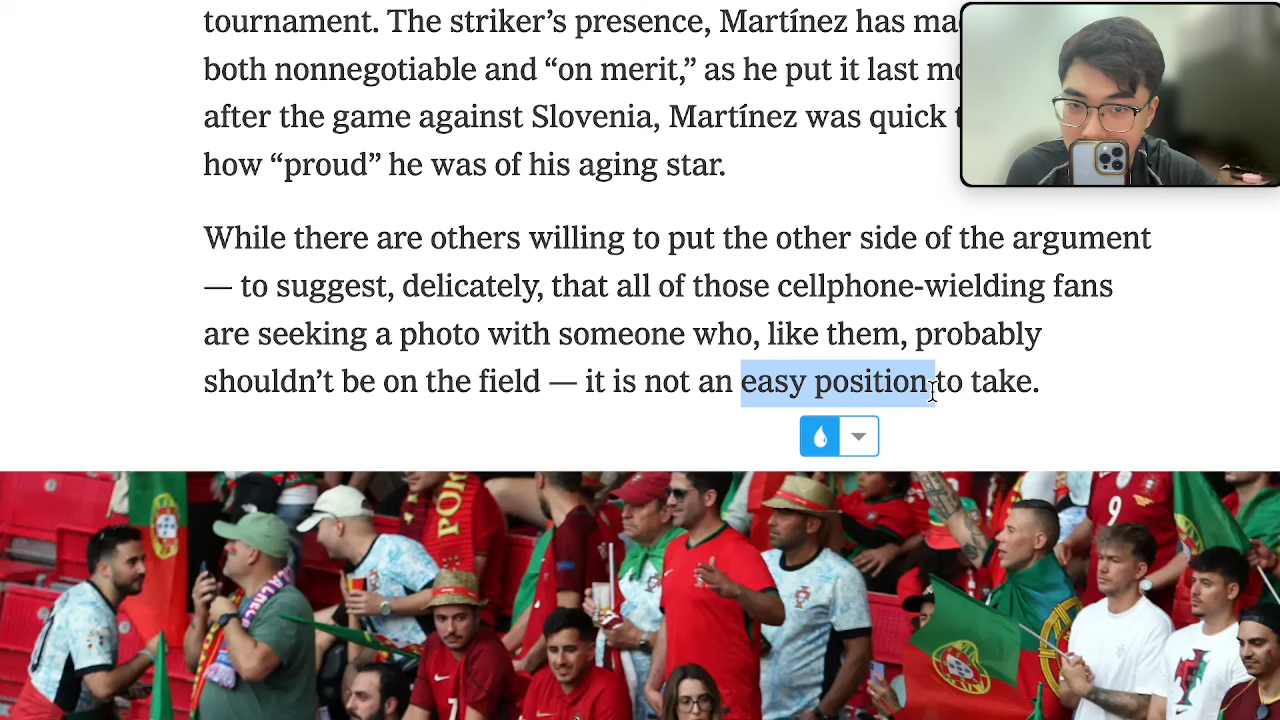 tournament. The striker’s presence, Martínez has
both nonnegotiable and “on merit,” as he put it last
after the game against Slovenia, Martínez was quick
how “proud” he was of his aging star.
While there are others willing to put the other side of the argument
— to suggest, delicately, that all of those cellphone-wielding fans
are seeking a photo with someone who, like them, probably
shouldn’t be on the field — it is not an easy position to take.
POR
9
7